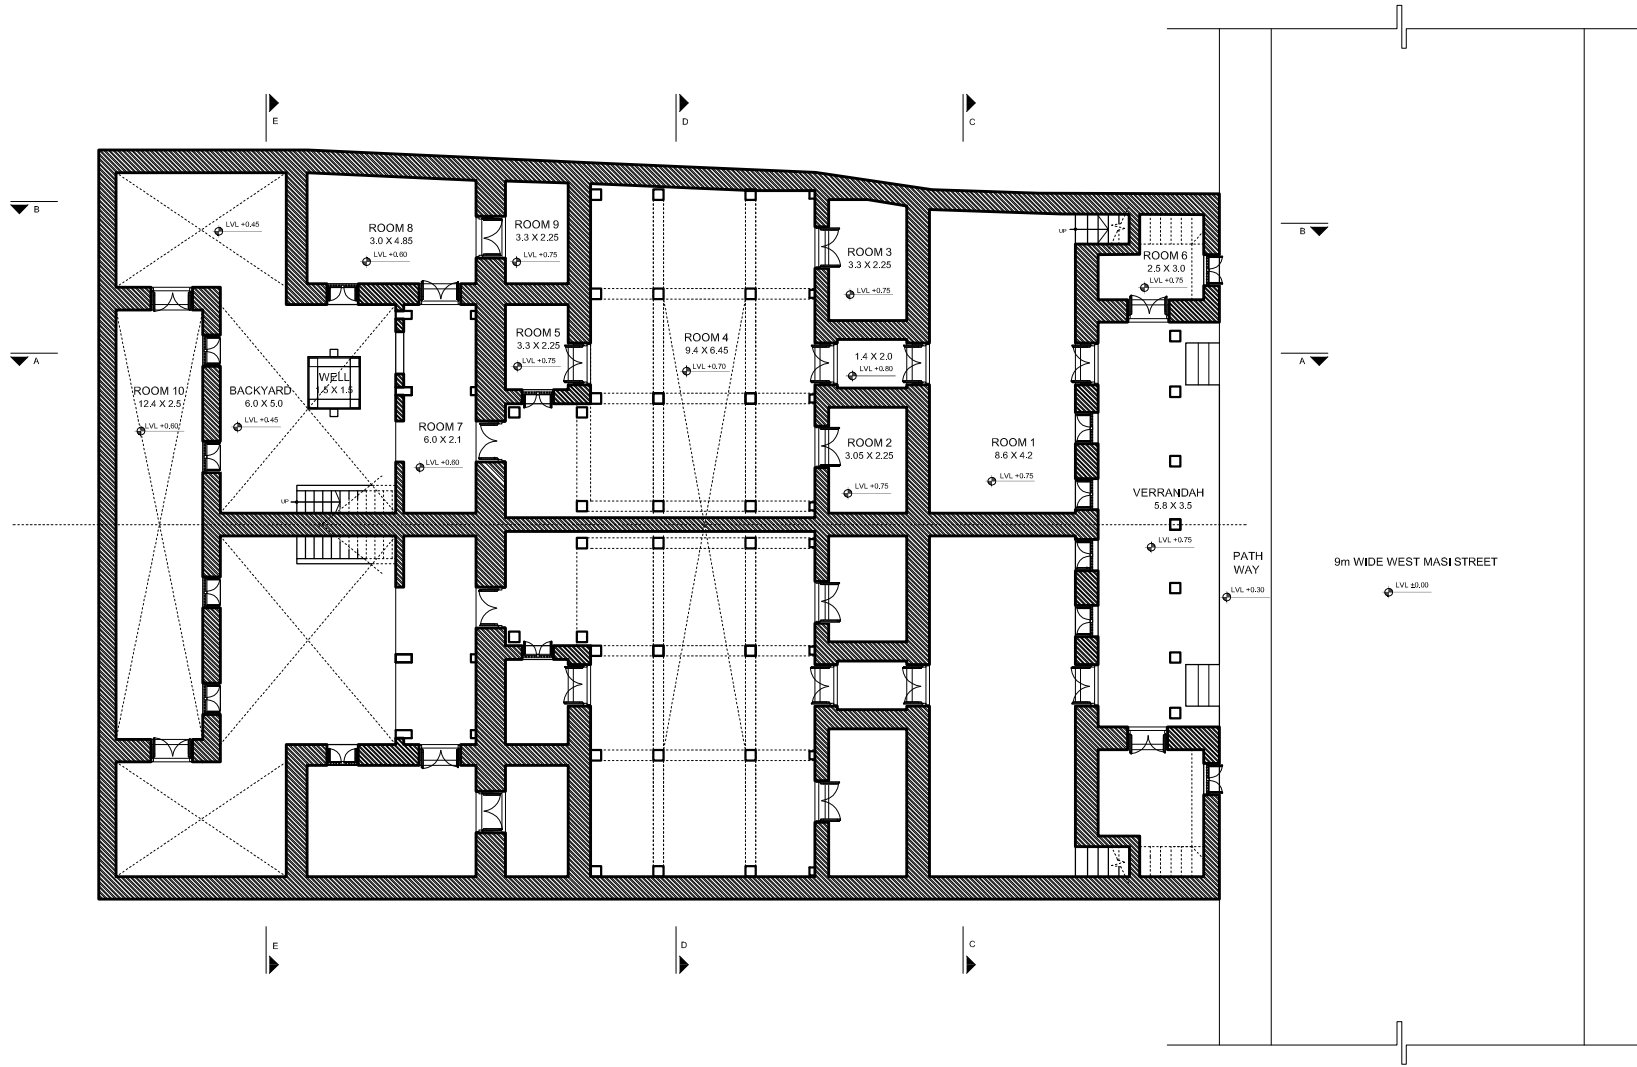 E
D
C
B
B
LVL +0.45
ROOM 8
3.0 X 4.85
LVL +0.60
ROOM 9
3.3 X 2.25
LVL +0.75
ROOM 3
3.3 X 2.25
LVL +0.75
UP
ROOM 6
2.5 X 3.0
LVL +0.75
A
A
ROOM 10
12.4 X 2.5
LVL +0.60
BACKYARD
6.0 X 5.0
LVL +0.45
WELL
1.5 X 1.5
ROOM 7
6.0 X 2.1
LVL +0.60
ROOM 5
3.3 X 2.25
LVL +0.75
ROOM 4
9.4 X 6.45
LVL +0.70
1.4 X 2.0
LVL +0.80
ROOM 2
3.05 X 2.25
LVL +0.75
ROOM 1
8.6 X 4.2
LVL +0.75
UP
VERRANDAH
5.8 X 3.5
LVL +0.75
PATH
WAY
LVL +0.30
9m WIDE WEST MASI STREET
LVL ±0.00
E
D
C